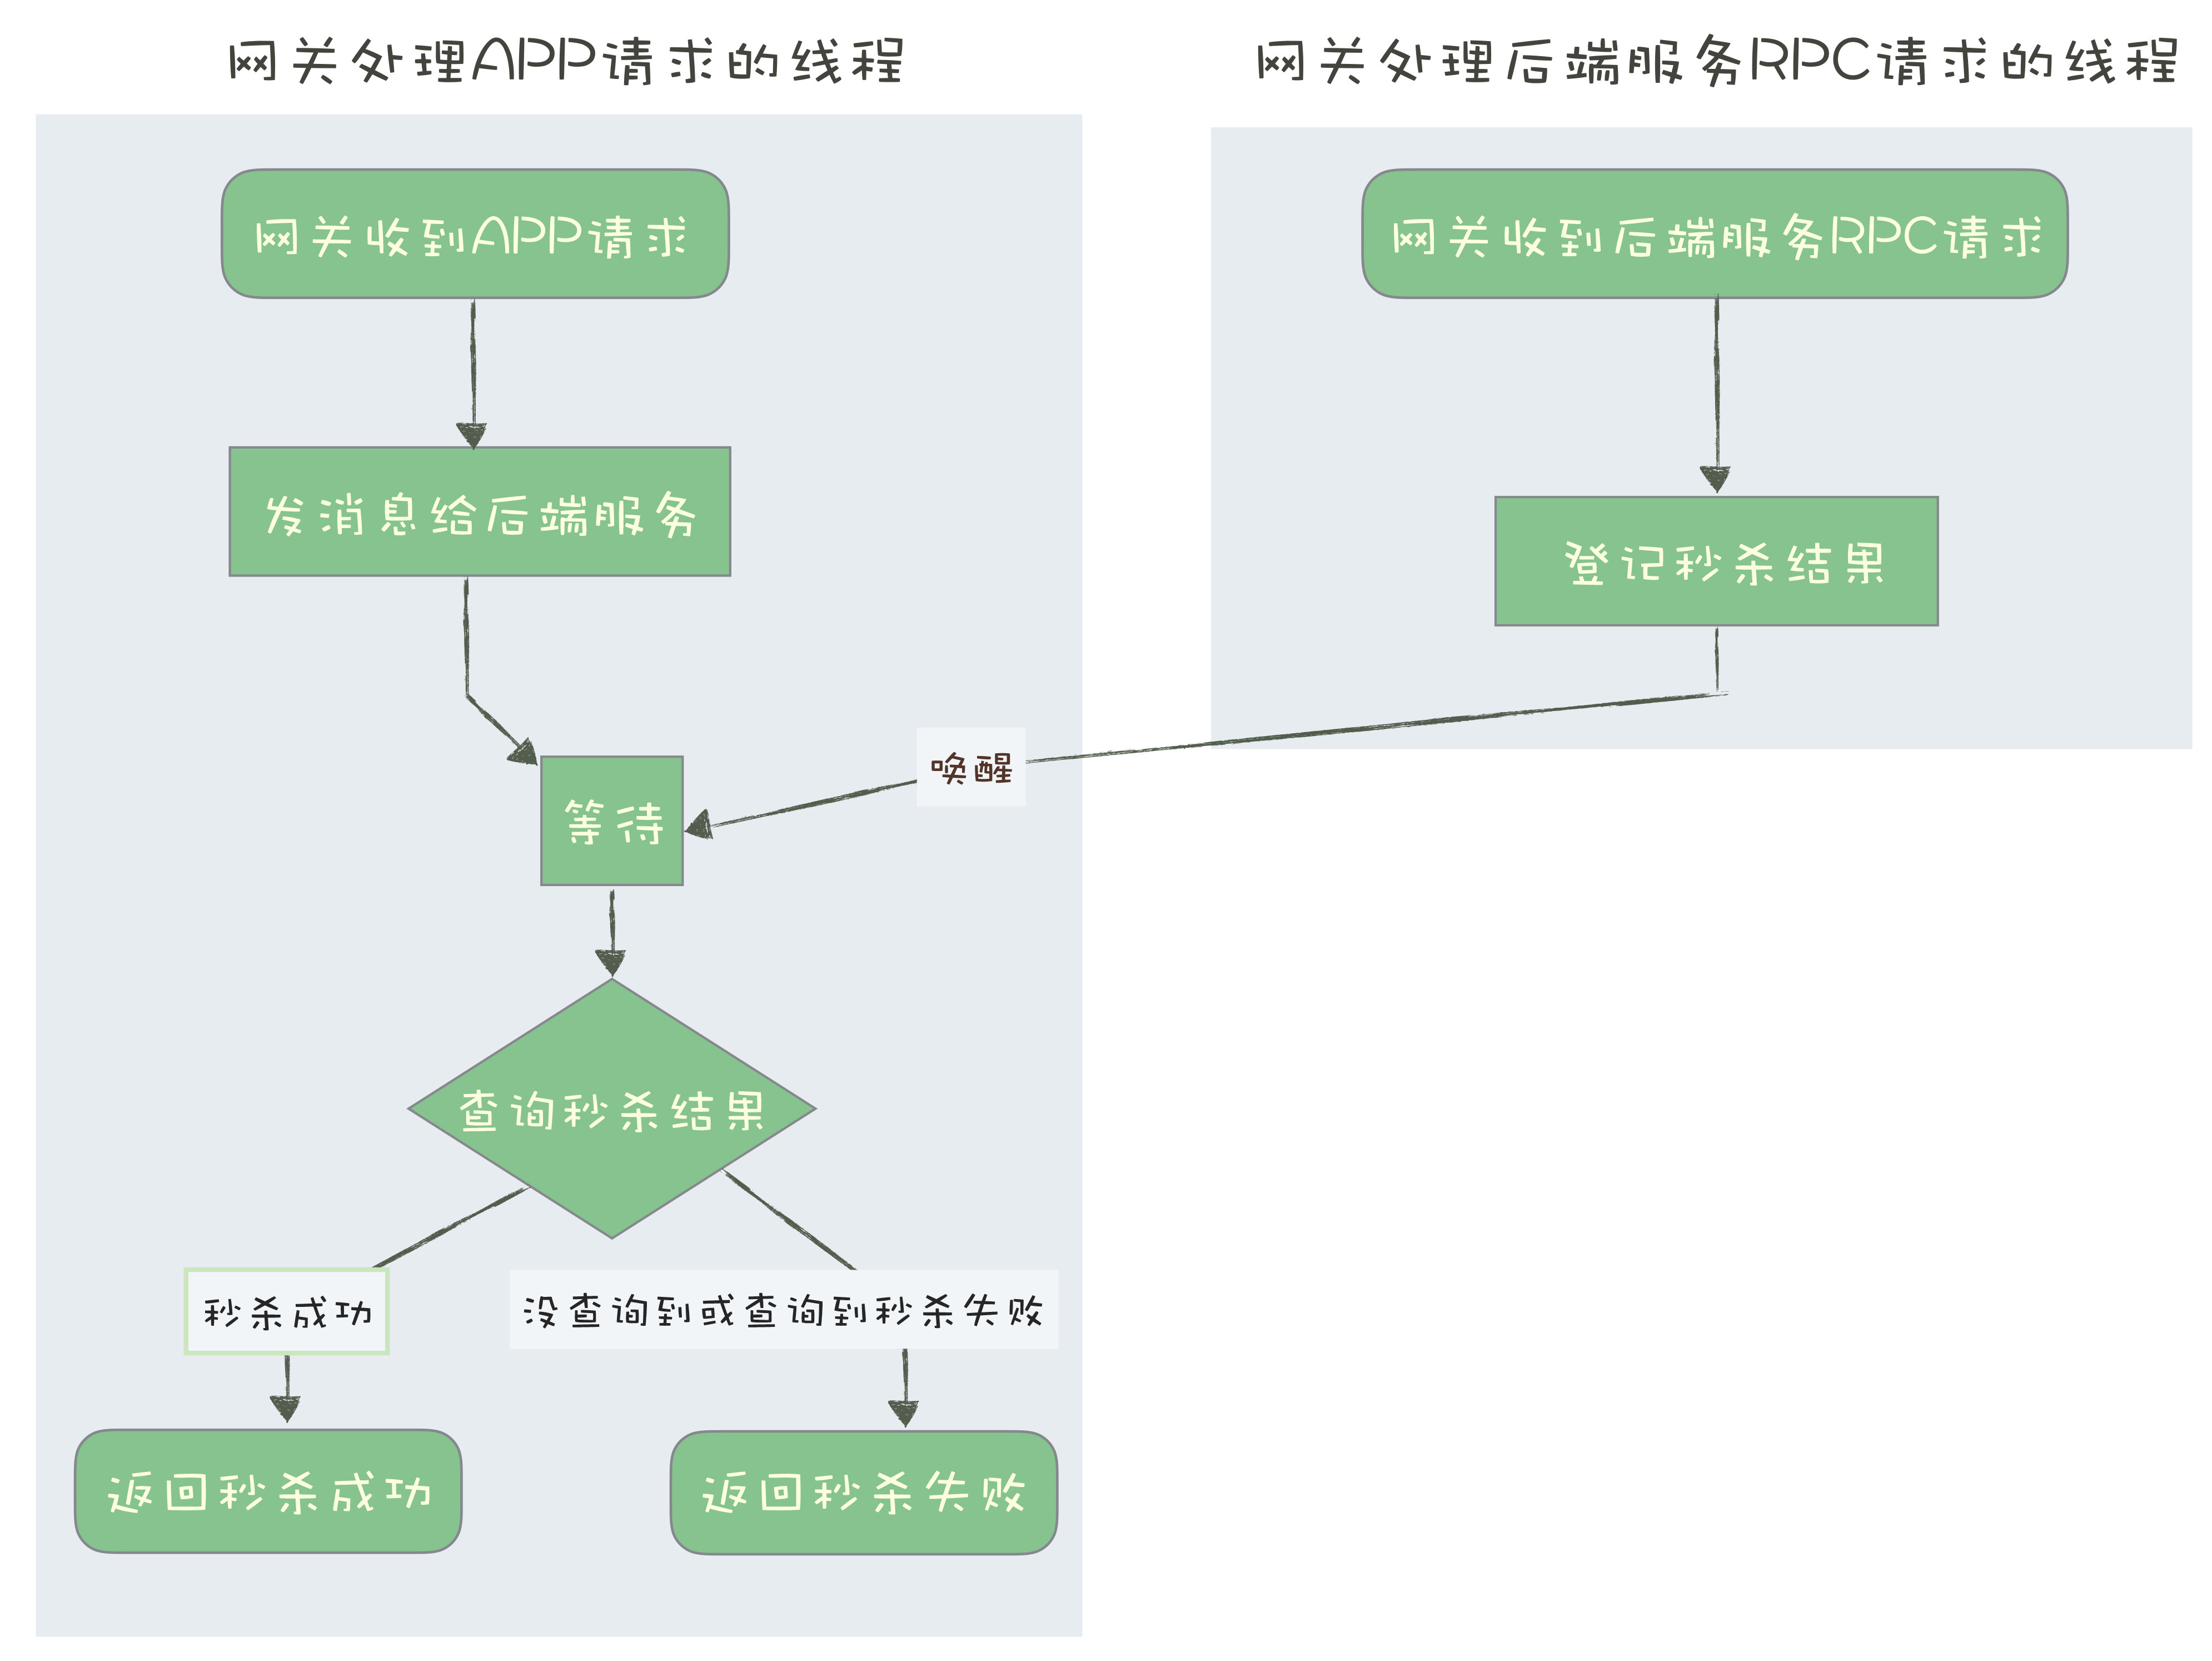 网关处理APP请求的线程
网关处理后端服务RPC请求的线程
网关收到APP请求
网关收到后端服务RPC请求
发消息给后端服务
登记秒杀结果
唤醒
等待
查询秒杀结果
秒杀成功
没查询到或查询到秒杀失败
返回秒杀成功
返回秒杀失败